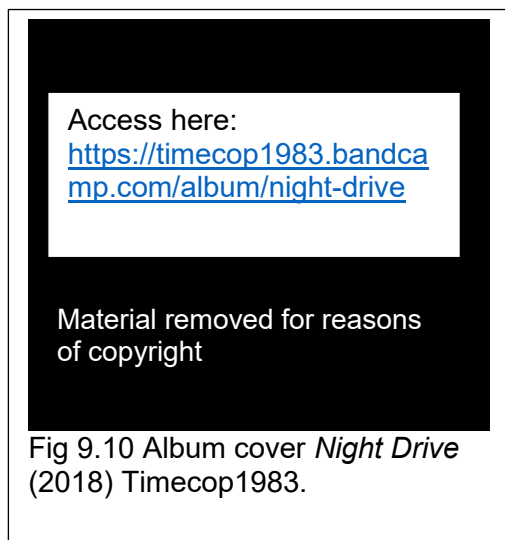 Access here:
https://timecop1983.bandca
mp.com/album/night-drive
Material removed for reasons
of copyright
Fig 9.10 Album cover Night Drive
(2018) Timecop1983.